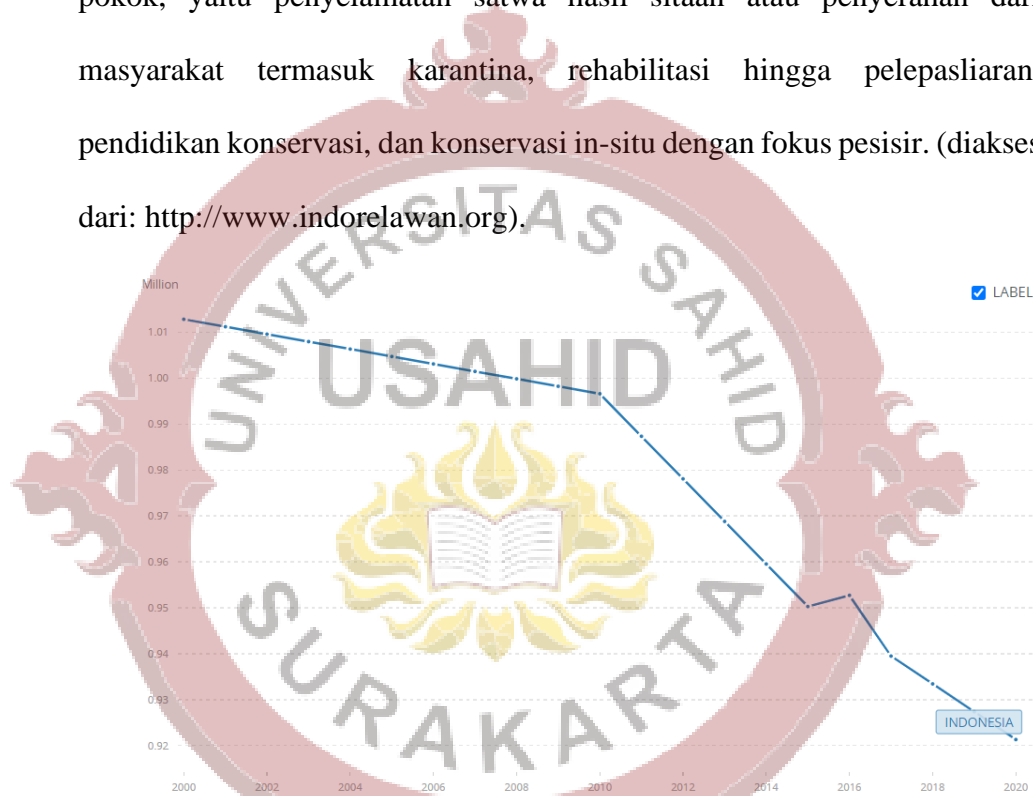 pokok, yaitu penyelamatan satwa hasil sitaan atau penyerahan dari
masyarakat termasuk karantina, rehabilitasi hingga pelepasliaran,
pendidikan konservasi, dan konservasi in-situ dengan fokus pesisir. (diakses
dari: http://www.indorelawan.org).
UNIVERSITAS SAHID
USAHID
SURAKARTA
Million
LABEL
1.01
1.00
0.99
0.98
0.97
0.96
0.95
0.94
0.93
0.92
INDONESIA
2000 2002 2004 2006 2008 2010 2012 2014 2016 2018 2020